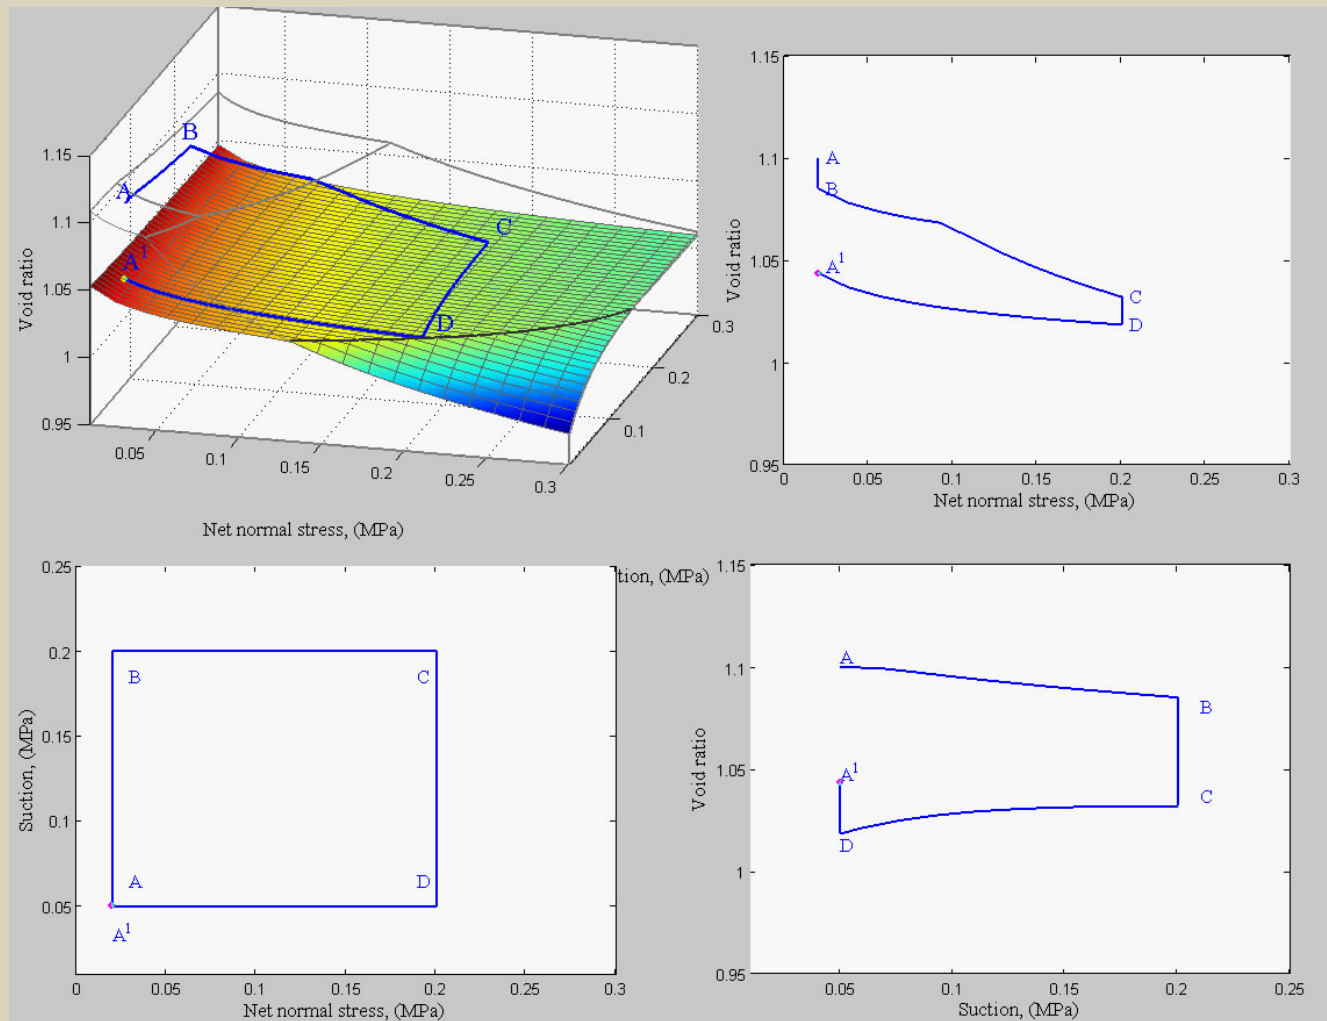 1.15
1.1
1.05
1
0.95
Void ratio
A
B
C
D
A1
0.05
0.1
0.15
0.2
0.25
0.3
0.1
0.2
0.3
Net normal stress, (MPa)
tion, (MPa)
1.15
1.10
1.05
1
0.95
Void ratio
A
B
A1
C
D
0
0.05
0.1
0.15
0.2
0.25
0.3
Net normal stress, (MPa)
0.25
0.2
0.15
0.1
0.05
Suction, (MPa)
B
C
A
D
A1
0
0.05
0.1
0.15
0.2
0.25
0.3
Net normal stress, (MPa)
1.15
1.1
1.05
1
0.95
Void ratio
A
B
A1
C
D
0.05
0.1
0.15
0.2
0.25
Suction, (MPa)